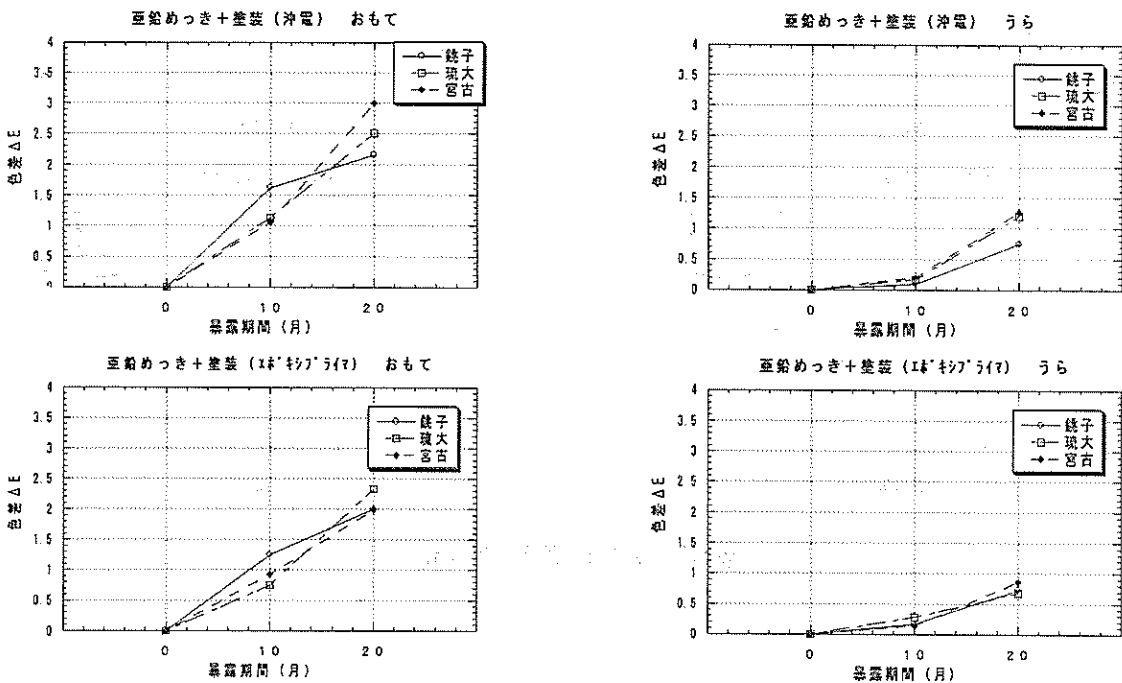 亜鉛めっき＋塗装（沖電） おもて
4
3.5
3
2.5
2
1.5
1
0.5
0
色差ΔE
銚子
琉大
宮古
0 10 20
暴露期間（月）
亜鉛めっき＋塗装（沖電） うら
4
3.5
3
2.5
2
1.5
1
0.5
0
色差ΔE
銚子
琉大
宮古
0 10 20
暴露期間（月）
亜鉛めっき＋塗装（ｴﾎﾟｷｼﾌﾟﾗｲﾏ） おもて
4
3.5
3
2.5
2
1.5
1
0.5
0
色差ΔE
銚子
琉大
宮古
0 10 20
暴露期間（月）
亜鉛めっき＋塗装（ｴﾎﾟｷｼﾌﾟﾗｲﾏ） うら
4
3.5
3
2.5
2
1.5
1
0.5
0
色差ΔE
銚子
琉大
宮古
0 10 20
暴露期間（月）